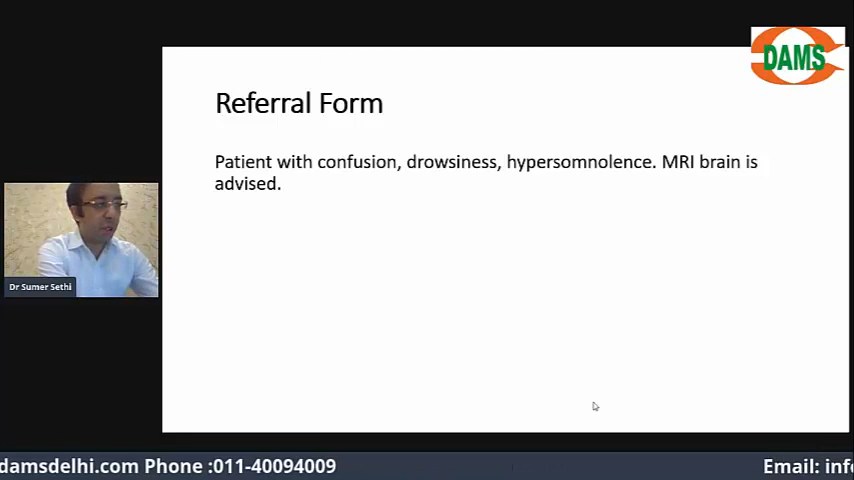 DAMS
Referral Form
Patient with confusion, drowsiness, hypersomnolence. MRI brain is
advised.
Dr Sumer Sethi
damsdelhi.com Phone :011-40094009
Email: info